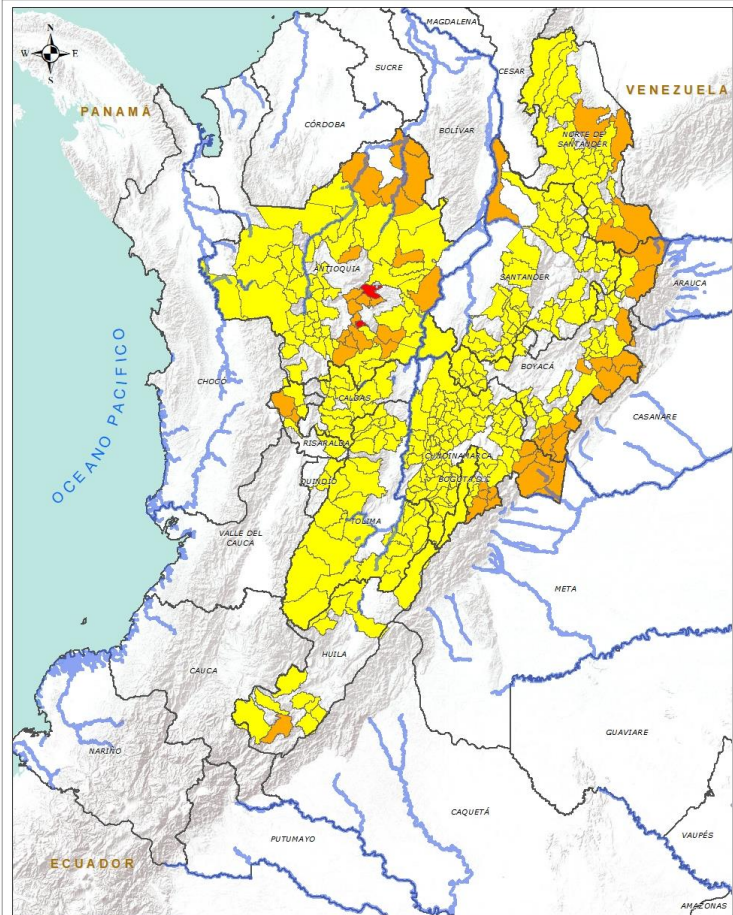 N
W
E
S
MAGDALENA
SUCRE
CESAR
VENEZUELA
PANAMÁ
CÓRDOBA
BOLÍVAR
NORTE DE
SANTANDER
ANTIOQUIA
SANTANDER
ARAUCA
OCEANO PACIFICO
CHOCÓ
BOYACÁ
CALDAS
CASANARE
RISARALDA
CUNDINAMARCA
QUINDIO
BOGOTÁ D.C.
TOLIMA
VALLE DEL
CAUCA
META
HUILA
CAUCA
GUAVIARE
NARIÑO
CAQUETÁ
PUTUMAYO
VAUPÉS
ECUADOR
AMAZONAS